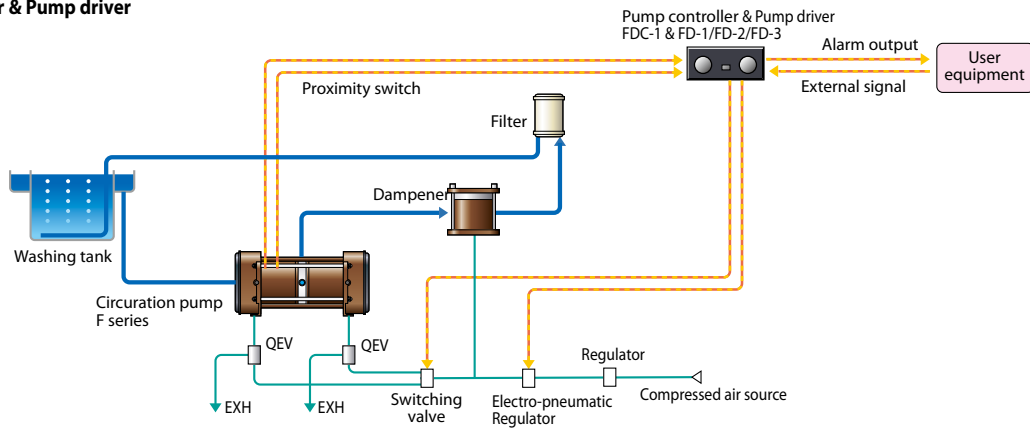 r & Pump driver
Pump controller & Pump driver
FDC-1 & FD-1/FD-2/FD-3
Alarm output
User
equipment
External signal
Proximity switch
Filter
Dampener
Washing tank
Circuration pump
F series
QEV
QEV
Regulator
EXH
EXH
Switching
valve
Electro-pneumatic
Regulator
Compressed air source